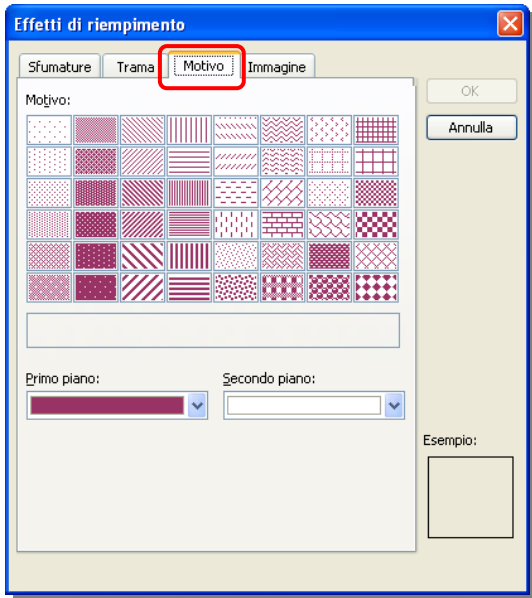 Effetti di riempimento
Sfumature Trama Motivo Immagine
OK
Motivo:
Annulla
Primo piano: Secondo piano:
Esempio: